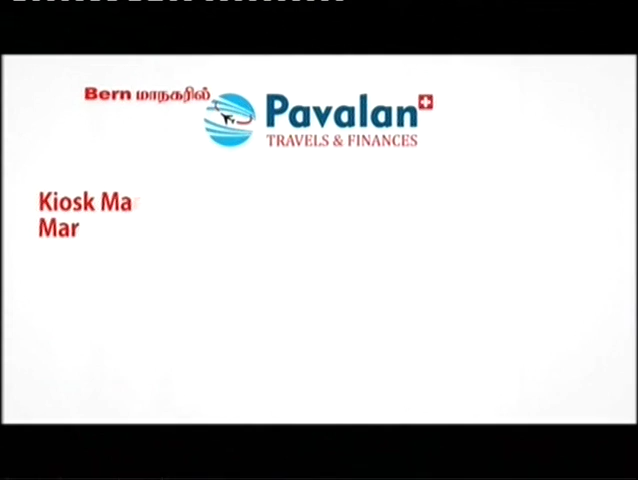 Bern மாநகரில்
Pavalan
TRAVELS & FINANCES
Kiosk Ma
Mar